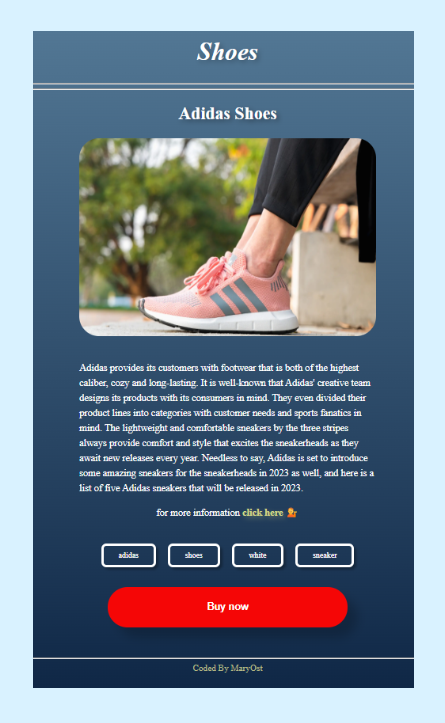 Shoes
Adidas Shoes
Adidas provides its customers with footwear that is both of the highest
caliber, cozy and long-lasting. It is well-known that Adidas' creative team
designs its products with its consumers in mind. They even divided their
product lines into categories with customer needs and sports fanatics in
mind. The lightweight and comfortable sneakers by the three stripes
always provide comfort and style that excites the sneakerheads as they
await new releases every year. Needless to say, Adidas is set to introduce
some amazing sneakers for the sneakerheads in 2023 as well, and here is a
list of five Adidas sneakers that will be released in 2023.
for more information click here 💁
adidas shoes white sneaker
Buy now
Coded By MaryOst